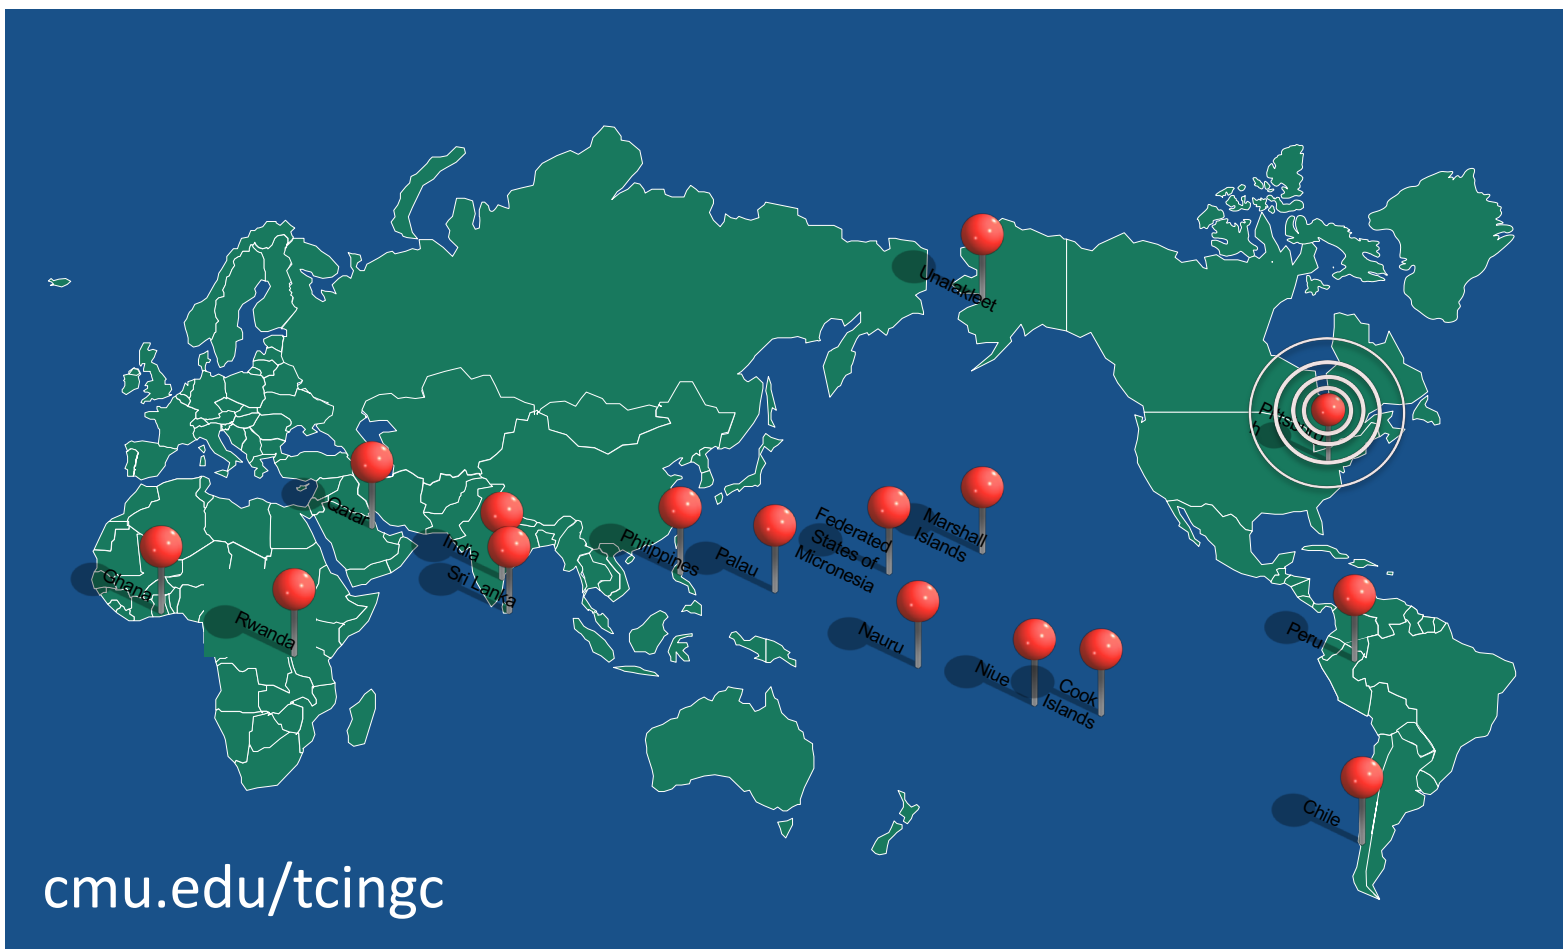 Unalakleet
Pittsburg
h
Qatar
India
Sri Lanka
Ghana
Rwanda
Philippines
Palau
Federated
States of
Micronesia
Marshall
Islands
Nauru
Niue
Cook
Islands
Peru
Chile
cmu.edu/tcingc